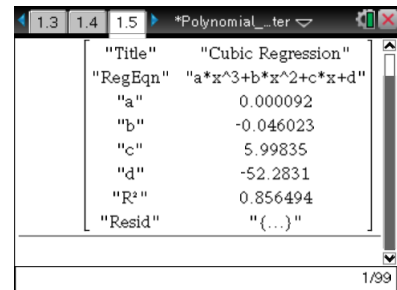 1.3 1.4 1.5 *Polynomial_…ter
"Title" "Cubic Regression"
"RegEqn" "a*x^3+b*x^2+c*x+d"
"a" 0.000092
"b" -0.046023
"c" 5.99835
"d" -52.2831
"R²" 0.856494
"Resid" "{…}"
1/99